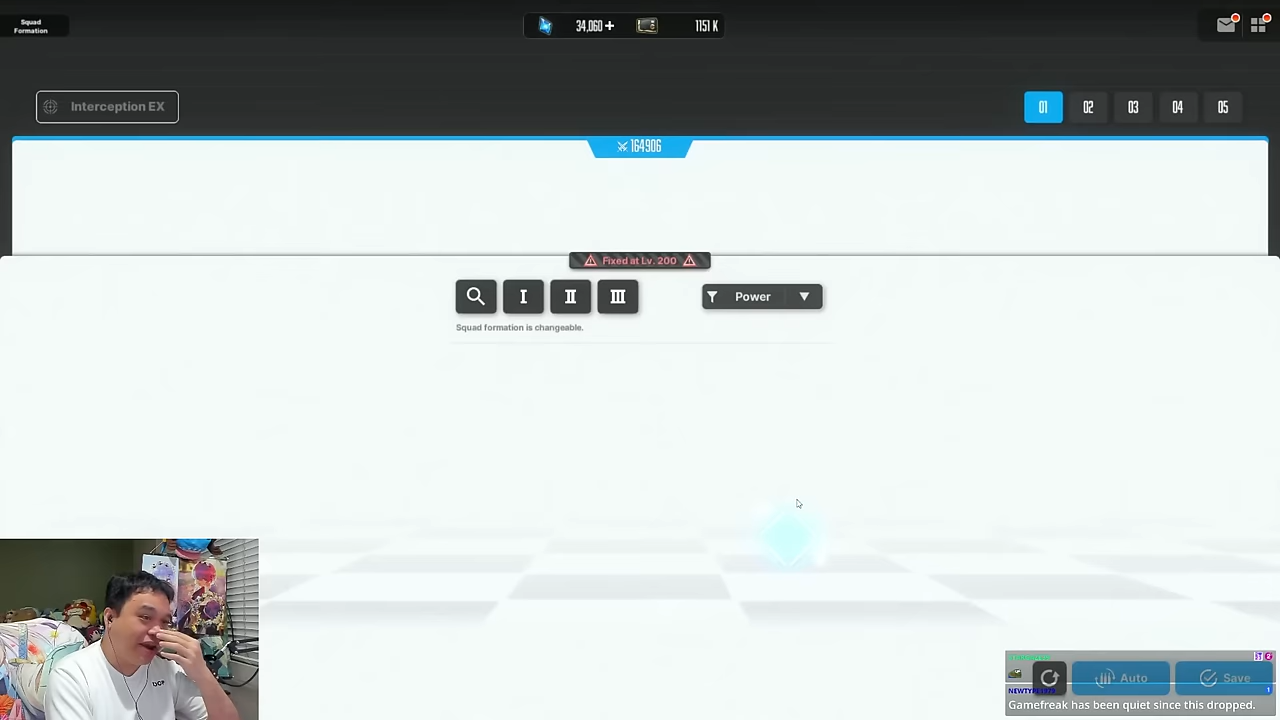 Squad
Formation
34,060 +
1151 K
Interception EX
01 02 03 04 05
164906
Fixed at Lv. 200
I II III
Power
Squad formation is changeable.
Auto
Save
Gamefreak has been quiet since this dropped.